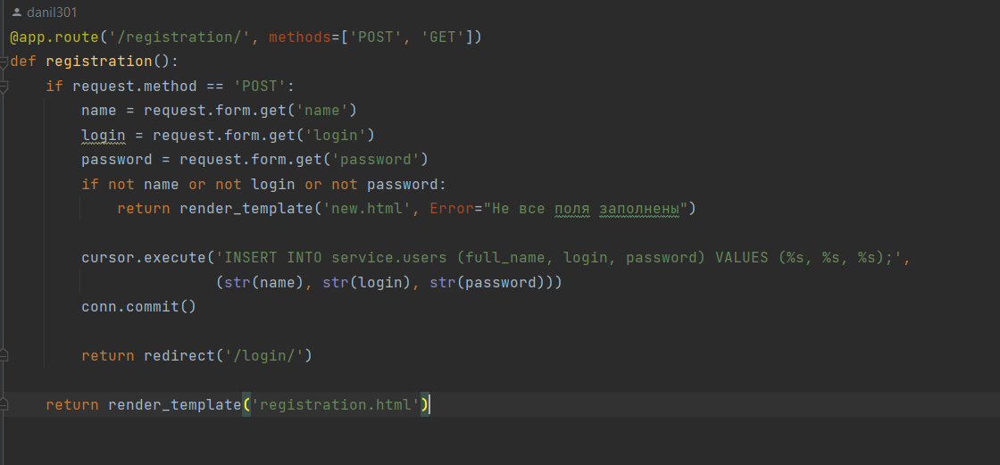 danil301
@app.route('/registration/', methods=['POST', 'GET'])
def registration():
    if request.method == 'POST':
        name = request.form.get('name')
        login = request.form.get('login')
        password = request.form.get('password')
        if not name or not login or not password:
            return render_template('new.html', Error="Не все поля заполнены")
        cursor.execute('INSERT INTO service.users (full_name, login, password) VALUES (%s, %s, %s);',
                       (str(name), str(login), str(password)))
        conn.commit()
        return redirect('/login/')
    return render_template('registration.html')